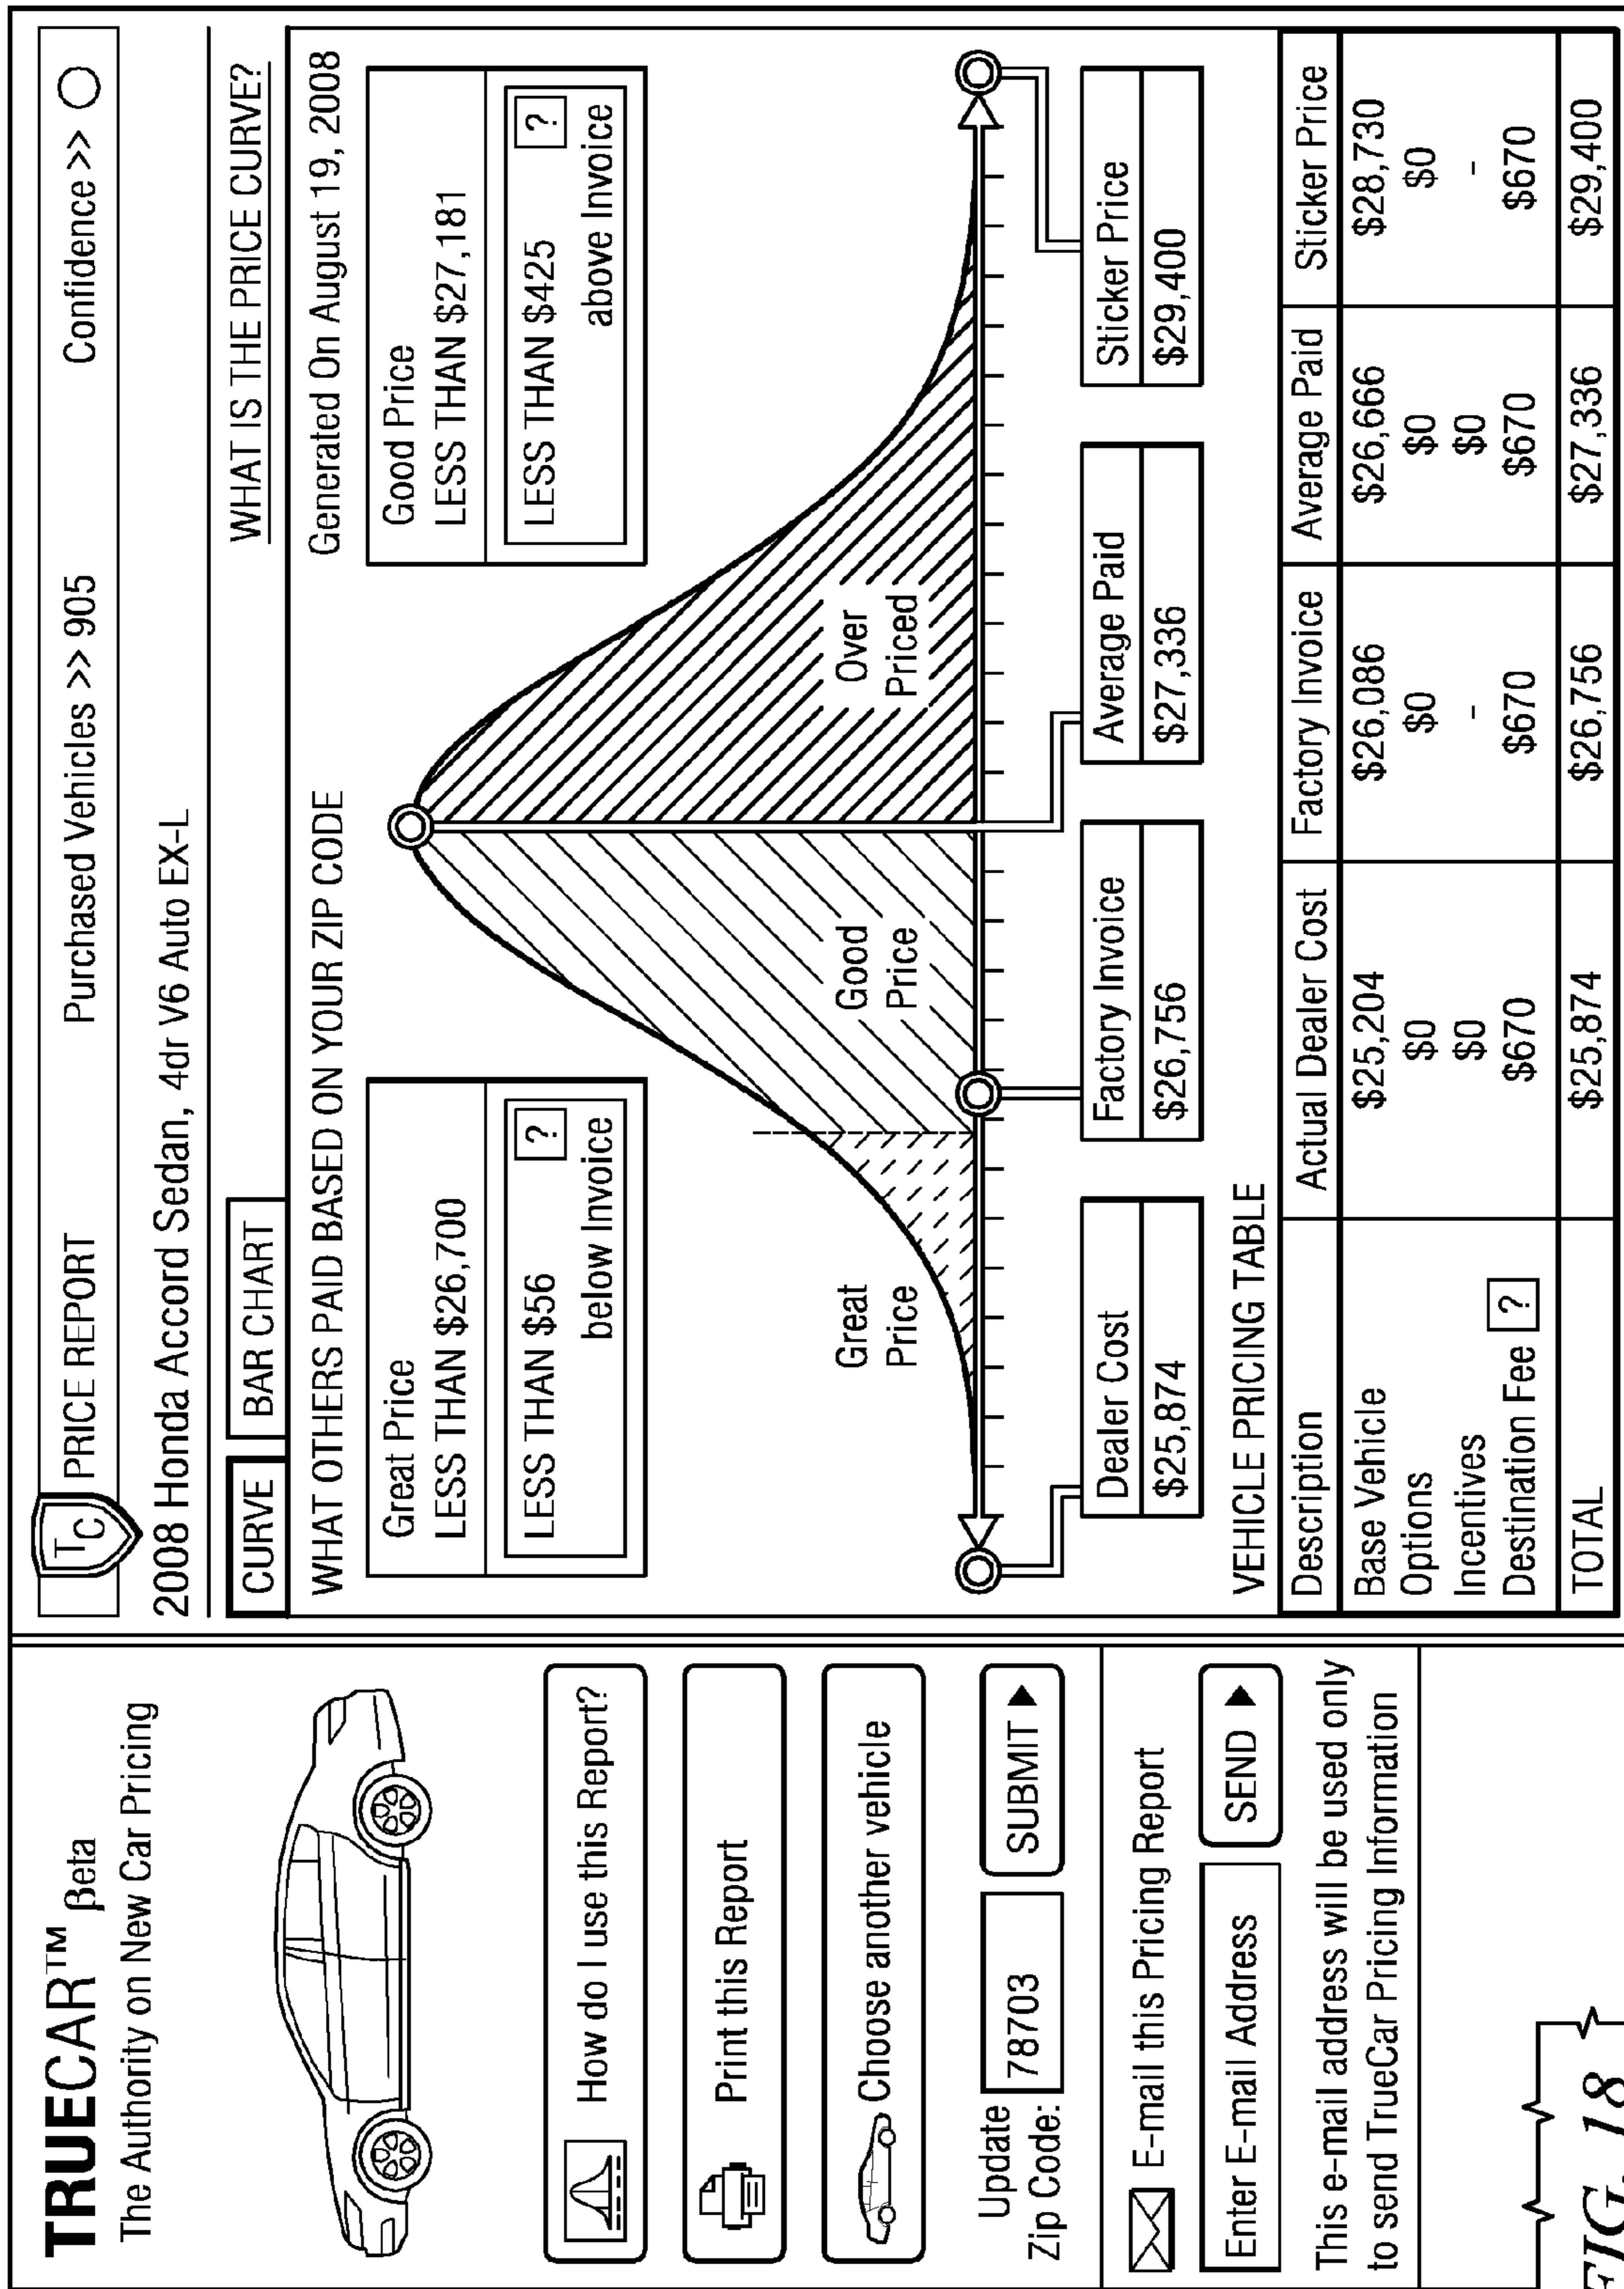 TRUECAR™ βeta
The Authority on New Car Pricing
How do I use this Report?
Print this Report
Choose another vehicle
Update
Zip Code:
78703
SUBMIT
E-mail this Pricing Report
Enter E-mail Address
SEND
This e-mail address will be used only
to send TrueCar Pricing Information
TC
PRICE REPORT Purchased Vehicles >> 905 Confidence >>
2008 Honda Accord Sedan, 4dr V6 Auto EX-L
CURVE BAR CHART WHAT IS THE PRICE CURVE?
WHAT OTHERS PAID BASED ON YOUR ZIP CODE Generated On August 19, 2008
Great Price
LESS THAN $26,700
LESS THAN $56 ?
below Invoice
Good Price
LESS THAN $27,181
LESS THAN $425 ?
above Invoice
Great
Price
Good
Price
Over
Priced
Dealer Cost
$25,874
Factory Invoice
$26,756
Average Paid
$27,336
Sticker Price
$29,400
VEHICLE PRICING TABLE
Description Actual Dealer Cost Factory Invoice Average Paid Sticker Price
Base Vehicle $25,204 $26,086 $26,666 $28,730
Options $0 $0 $0 $0
Incentives $0 - $0 -
Destination Fee ? $670 $670 $670 $670
TOTAL $25,874 $26,756 $27,336 $29,400
FIG. 18